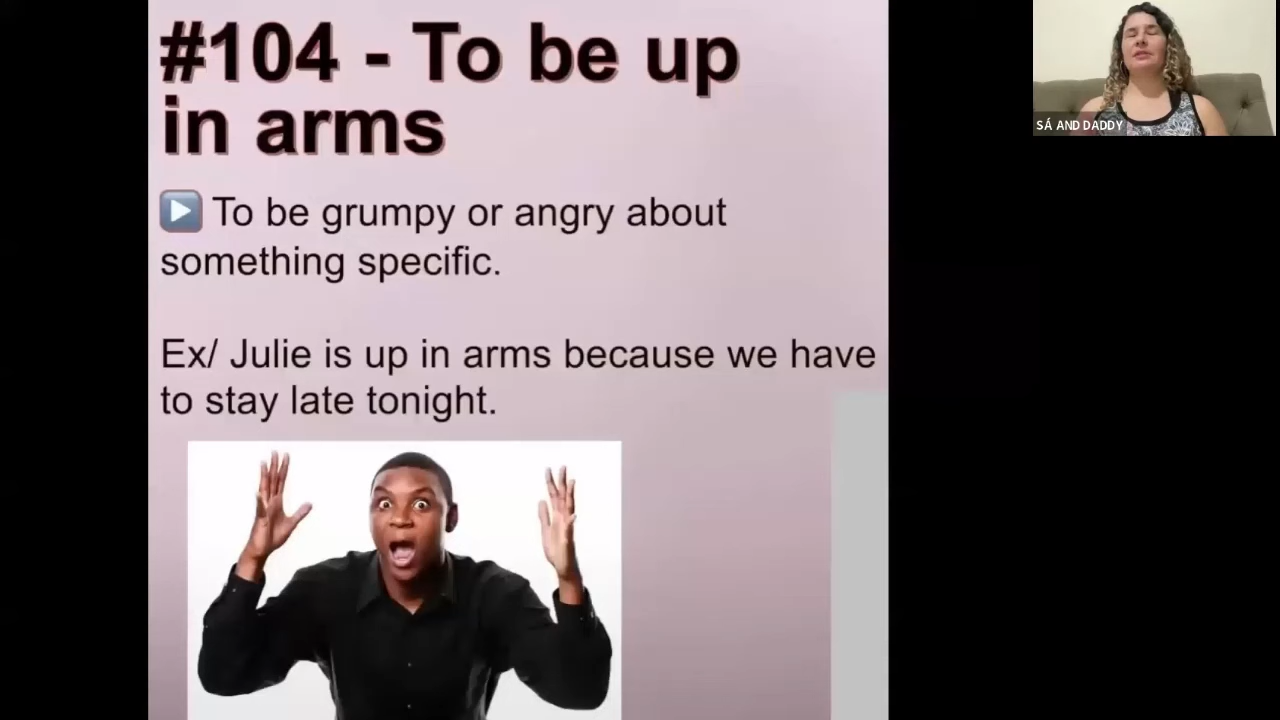 #104 - To be up
in arms
▶️ To be grumpy or angry about
something specific.
Ex/ Julie is up in arms because we have
to stay late tonight.
SÁ AND DADDY